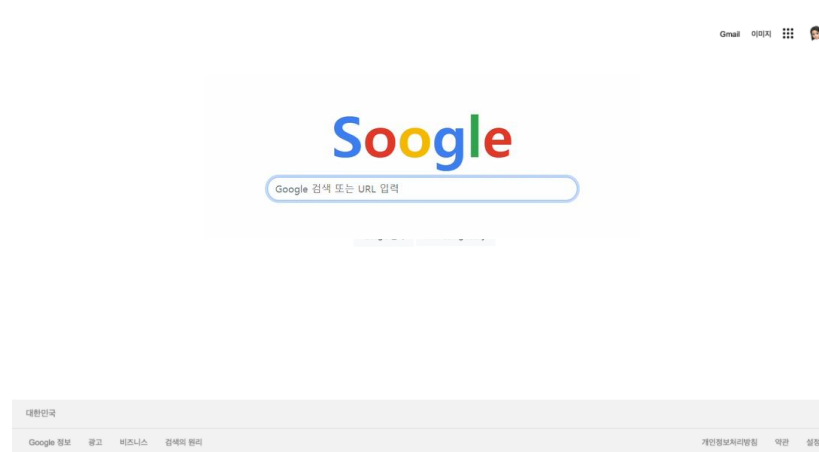 Gmail 이미지
Soogle
Google 검색 또는 URL 입력
대한민국
Google 정보 광고 비즈니스 검색의 원리 개인정보처리방침 약관 설정